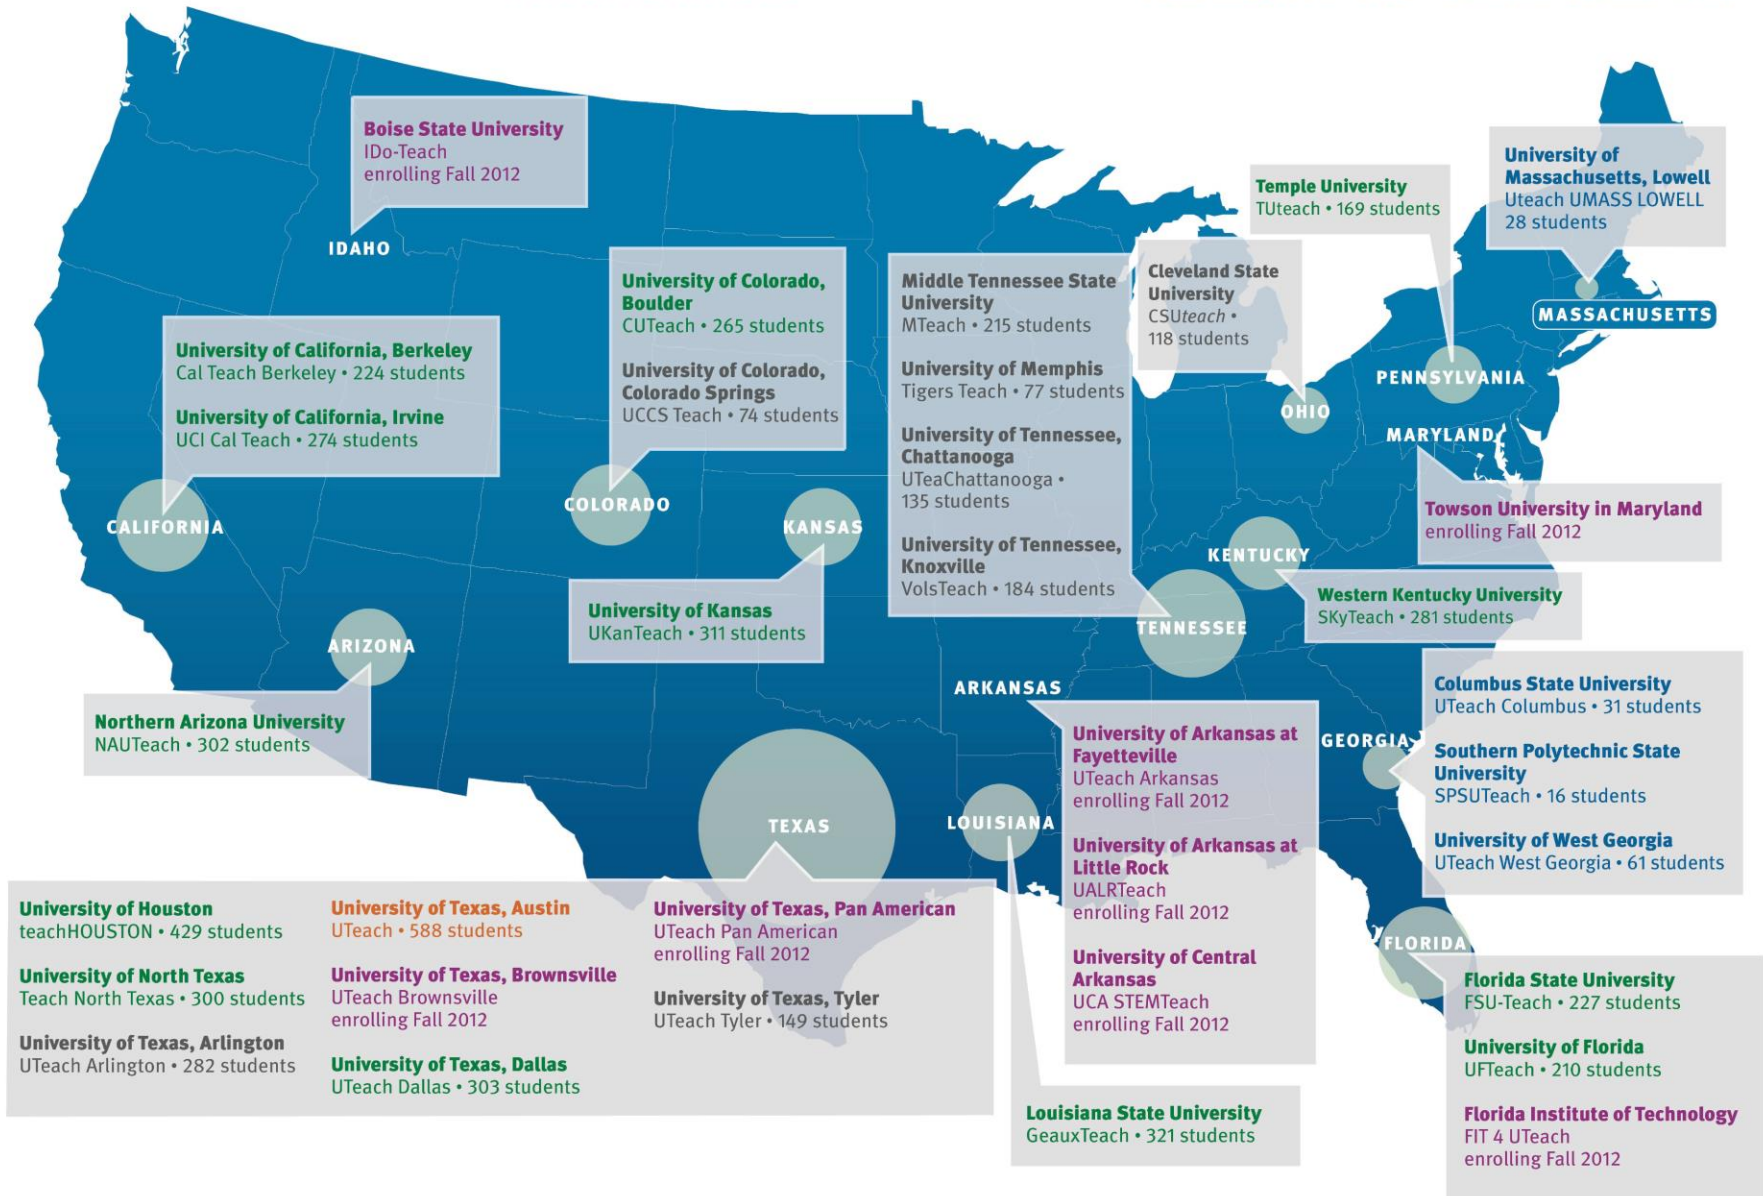 Boise State University
IDo-Teach
enrolling Fall 2012
IDAHO
University of
Massachusetts, Lowell
Uteach UMASS LOWELL
28 students
MASSACHUSETTS
Temple University
TUteach • 169 students
PENNSYLVANIA
Cleveland State
University
CSUteach •
118 students
OHIO
University of Colorado,
Boulder
CUTeach • 265 students
University of Colorado,
Colorado Springs
UCCS Teach • 74 students
COLORADO
Middle Tennessee State
University
MTeach • 215 students
University of Memphis
Tigers Teach • 77 students
University of Tennessee,
Chattanooga
UTeaChattanooga •
135 students
University of Tennessee,
Knoxville
VolsTeach • 184 students
TENNESSEE
University of California, Berkeley
Cal Teach Berkeley • 224 students
University of California, Irvine
UCI Cal Teach • 274 students
CALIFORNIA
MARYLAND
Towson University in Maryland
enrolling Fall 2012
KANSAS
University of Kansas
UKanTeach • 311 students
KENTUCKY
Western Kentucky University
SKyTeach • 281 students
ARIZONA
Northern Arizona University
NAUTeach • 302 students
ARKANSAS
University of Arkansas at
Fayetteville
UTeach Arkansas
enrolling Fall 2012
University of Arkansas at
Little Rock
UALRTeach
enrolling Fall 2012
University of Central
Arkansas
UCA STEMTeach
enrolling Fall 2012
GEORGIA
Columbus State University
UTeach Columbus • 31 students
Southern Polytechnic State
University
SPSUTeach • 16 students
University of West Georgia
UTeach West Georgia • 61 students
TEXAS
University of Houston
teachHOUSTON • 429 students
University of North Texas
Teach North Texas • 300 students
University of Texas, Arlington
UTeach Arlington • 282 students
University of Texas, Austin
UTeach • 588 students
University of Texas, Brownsville
UTeach Brownsville
enrolling Fall 2012
University of Texas, Dallas
UTeach Dallas • 303 students
University of Texas, Pan American
UTeach Pan American
enrolling Fall 2012
University of Texas, Tyler
UTeach Tyler • 149 students
LOUISIANA
Louisiana State University
GeauxTeach • 321 students
FLORIDA
Florida State University
FSU-Teach • 227 students
University of Florida
UFTeach • 210 students
Florida Institute of Technology
FIT 4 UTeach
enrolling Fall 2012